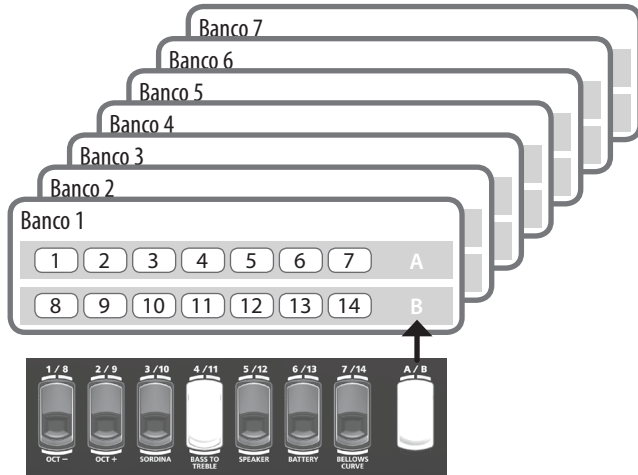 Banco 7
Banco 6
Banco 5
Banco 4
Banco 3
Banco 2
Banco 1
1 2 3 4 5 6 7 A
8 9 10 11 12 13 14 B
1 / 8 2 / 9 3 /10 4 /11 5 /12 6 /13 7 /14 A / B
OCT − OCT + SORDINA BASS TO TREBLE SPEAKER BATTERY BELLOWS CURVE